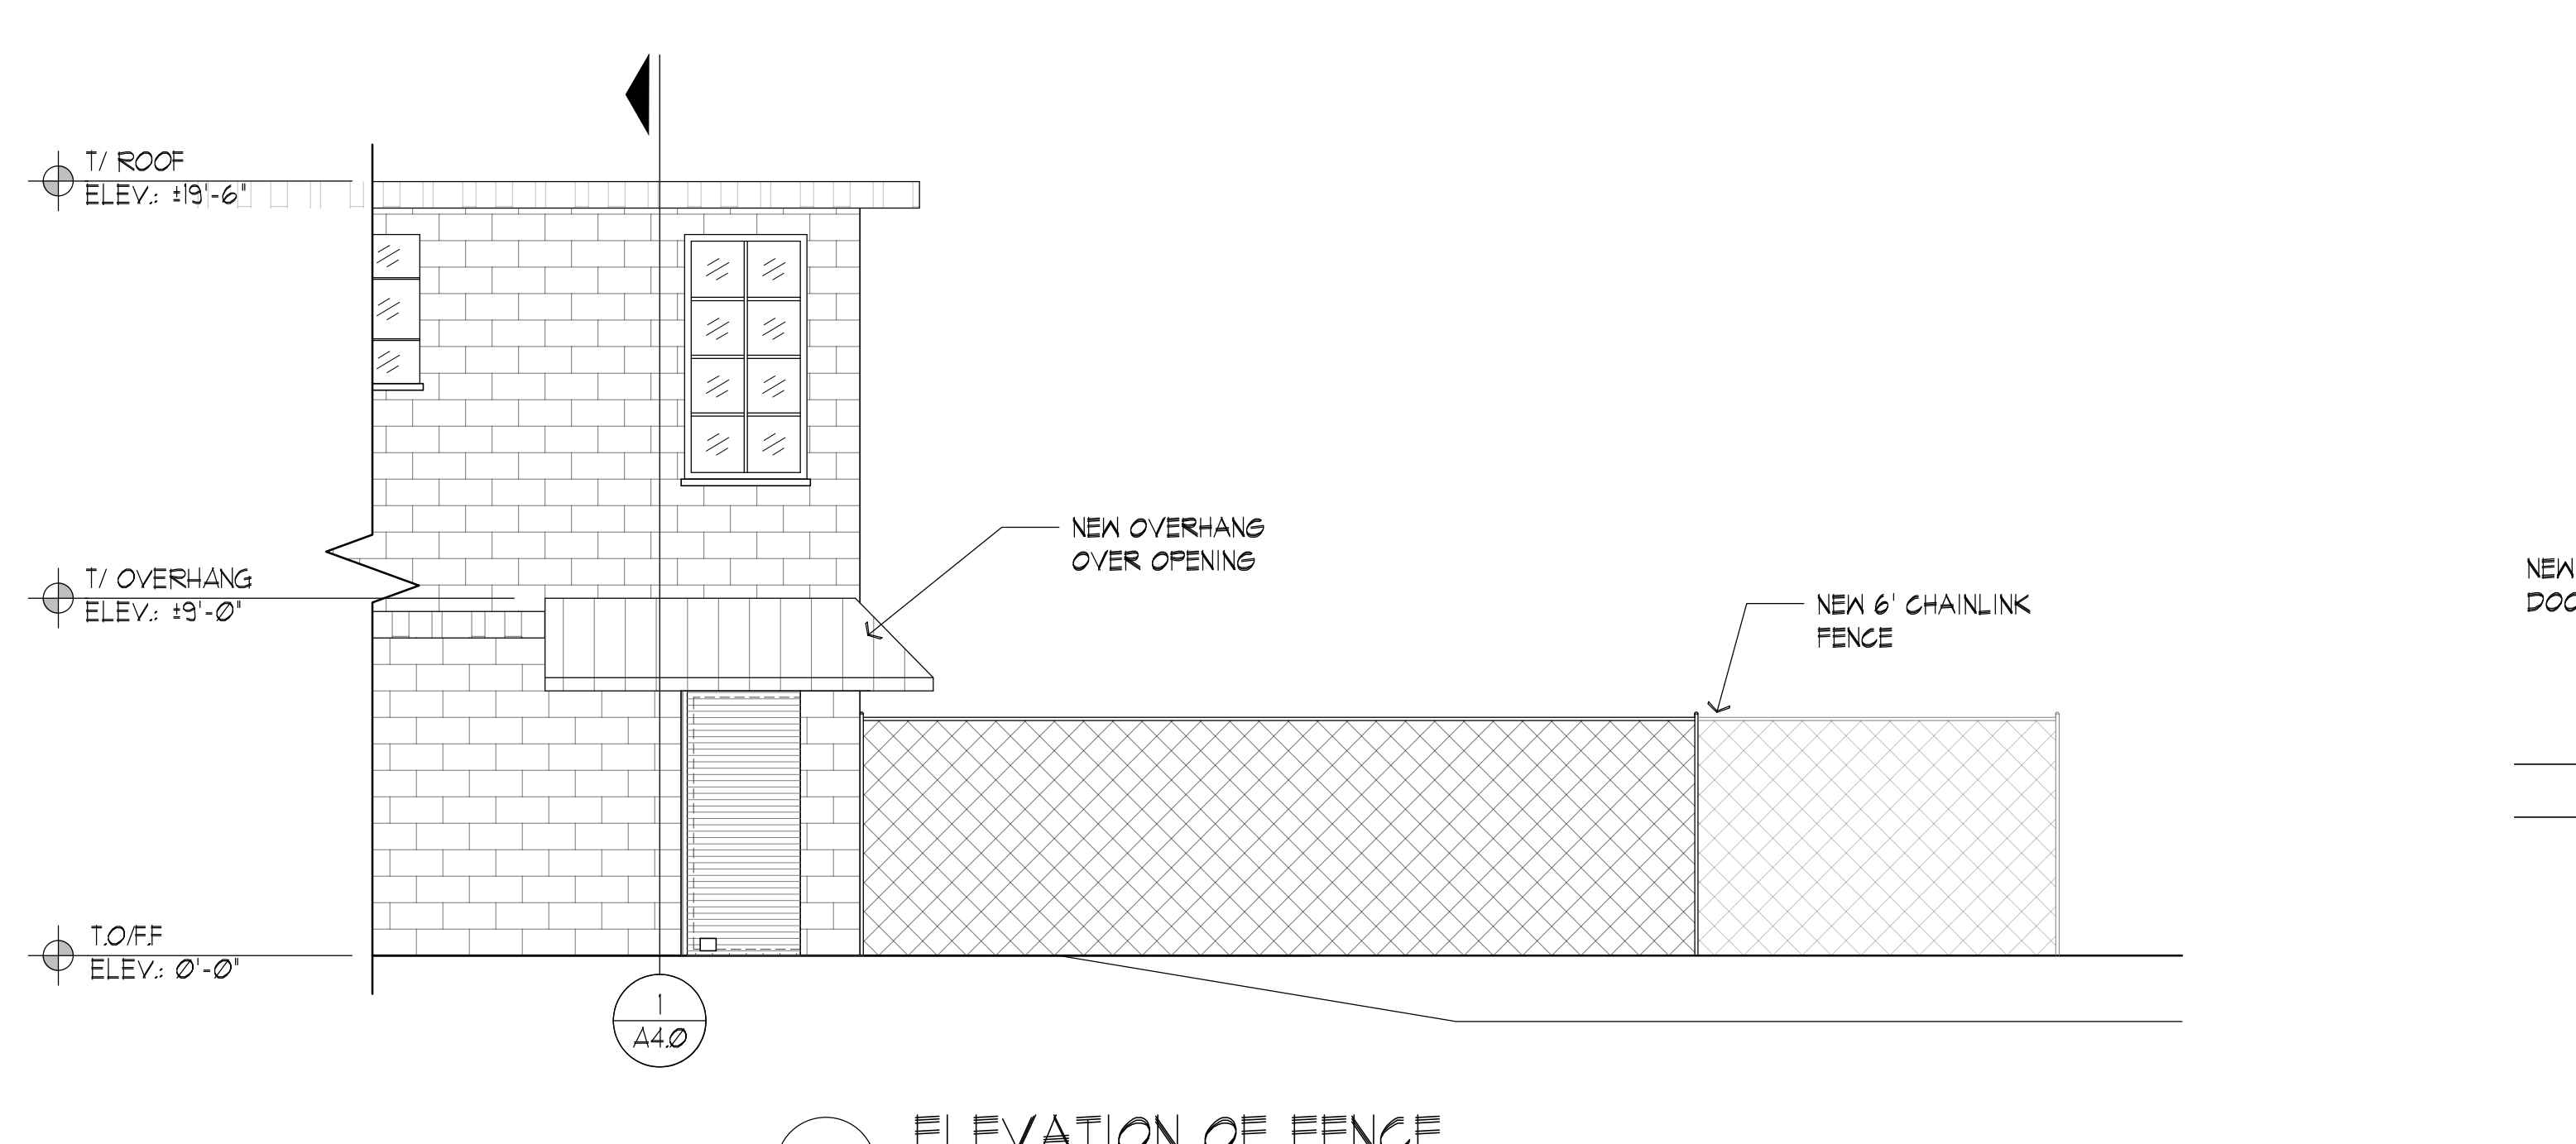 T/ ROOF
ELEV.: ±19'-6"
NEW OVERHANG
OVER OPENING
T/ OVERHANG
ELEV.: ±9'-0"
NEW 6' CHAINLINK
FENCE
NEW
T.O/F.F
ELEV.: 0'-0"
1
A4.0
ELEVATION OF FENCE